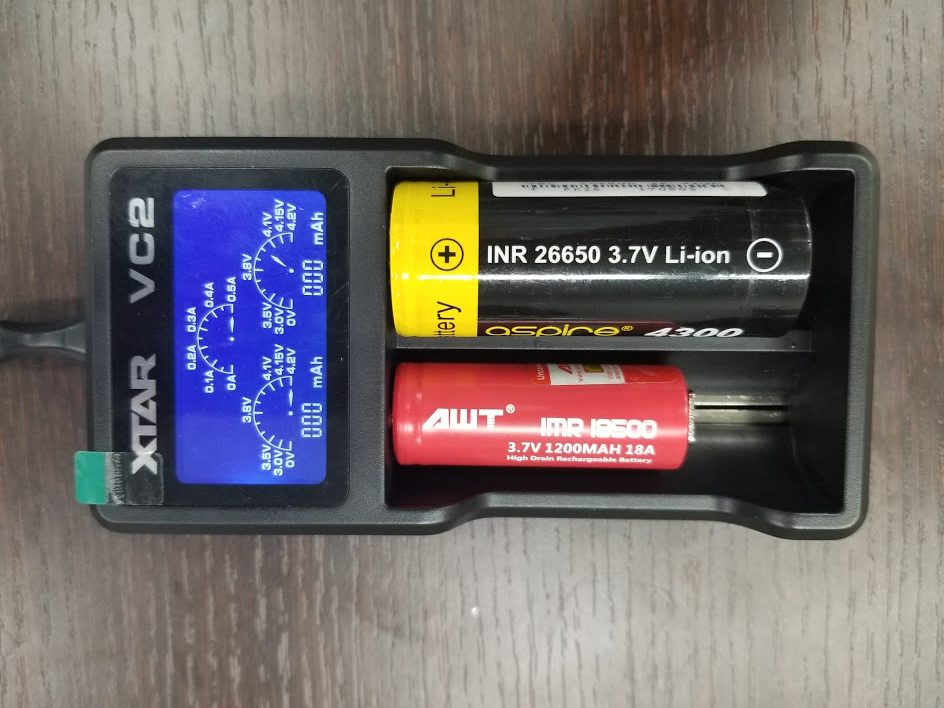 XTAR VC2
0.2A 0.3A
0.1A 0.4A
0A 0.5A
3.8V 4.1V
3.5V 4.15V
3.0V 4.2V
0V
000 mAh
3.8V 4.1V
3.5V 4.15V
3.0V 4.2V
0V
000 mAh
Li-
ttery
+
INR 26650 3.7V Li-ion
-
aspire® 4300
AWT®
IMR 18500
3.7V 1200MAH 18A
High Drain Rechargeable Battery